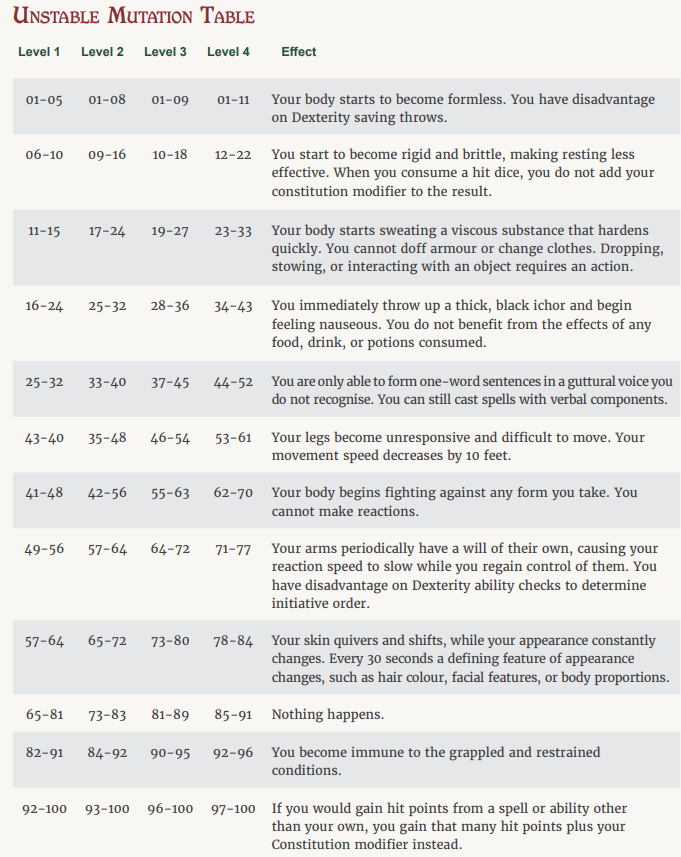 Unstable Mutation Table
Level 1 Level 2 Level 3 Level 4 Effect
01-05 01-08 01-09 01-11 Your body starts to become formless. You have disadvantage
on Dexterity saving throws.
06-10 09-16 10-18 12-22 You start to become rigid and brittle, making resting less
effective. When you consume a hit dice, you do not add your
constitution modifier to the result.
11-15 17-24 19-27 23-33 Your body starts sweating a viscous substance that hardens
quickly. You cannot doff armour or change clothes. Dropping,
stowing, or interacting with an object requires an action.
16-24 25-32 28-36 34-43 You immediately throw up a thick, black ichor and begin
feeling nauseous. You do not benefit from the effects of any
food, drink, or potions consumed.
25-32 33-40 37-45 44-52 You are only able to form one-word sentences in a guttural voice you
do not recognise. You can still cast spells with verbal components.
43-40 35-48 46-54 53-61 Your legs become unresponsive and difficult to move. Your
movement speed decreases by 10 feet.
41-48 42-56 55-63 62-70 Your body begins fighting against any form you take. You
cannot make reactions.
49-56 57-64 64-72 71-77 Your arms periodically have a will of their own, causing your
reaction speed to slow while you regain control of them. You
have disadvantage on Dexterity ability checks to determine
initiative order.
57-64 65-72 73-80 78-84 Your skin quivers and shifts, while your appearance constantly
changes. Every 30 seconds a defining feature of appearance
changes, such as hair colour, facial features, or body proportions.
65-81 73-83 81-89 85-91 Nothing happens.
82-91 84-92 90-95 92-96 You become immune to the grappled and restrained
conditions.
92-100 93-100 96-100 97-100 If you would gain hit points from a spell or ability other
than your own, you gain that many hit points plus your
Constitution modifier instead.